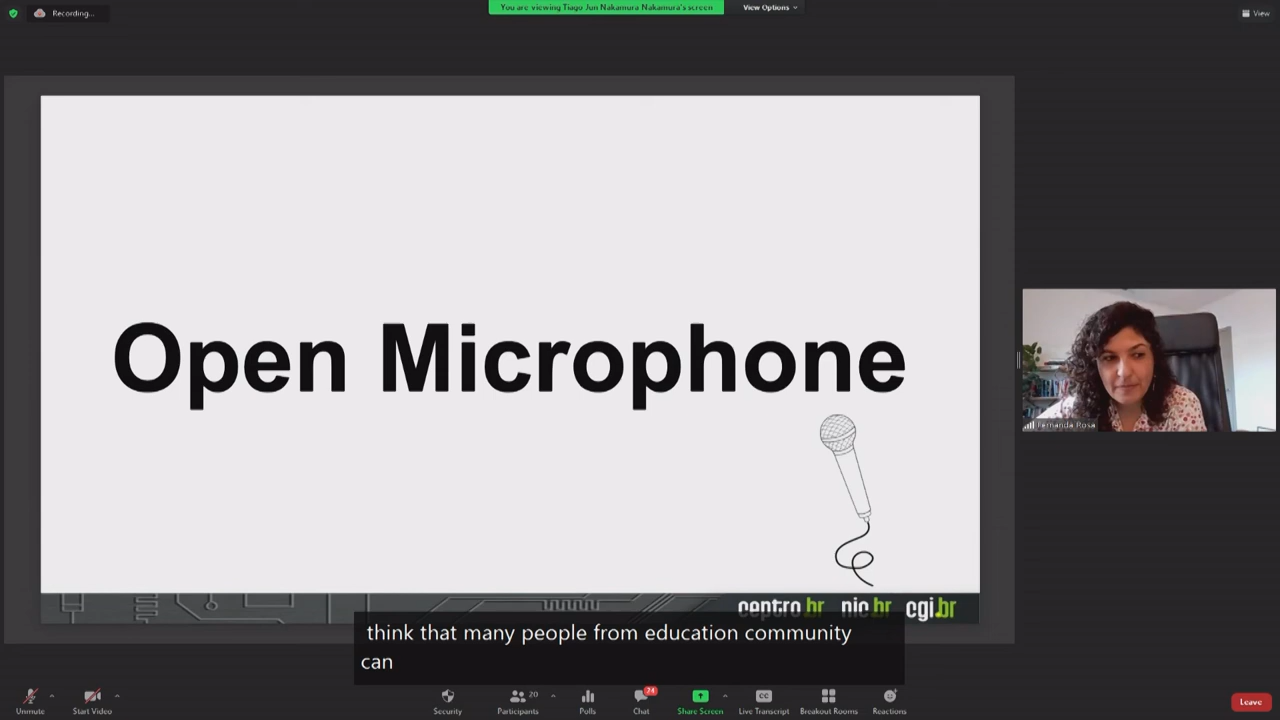 Recording...
You are viewing Tiago Jun Nakamura Nakamura's screen
View Options
View
Open Microphone
ceptro.br nic.br cgi.br
Fernanda Rosa
think that many people from education community
can
Unmute
Start Video
Security
Participants
20
Polls
Chat
24
Share Screen
CC
Live Transcript
Breakout Rooms
Reactions
Leave